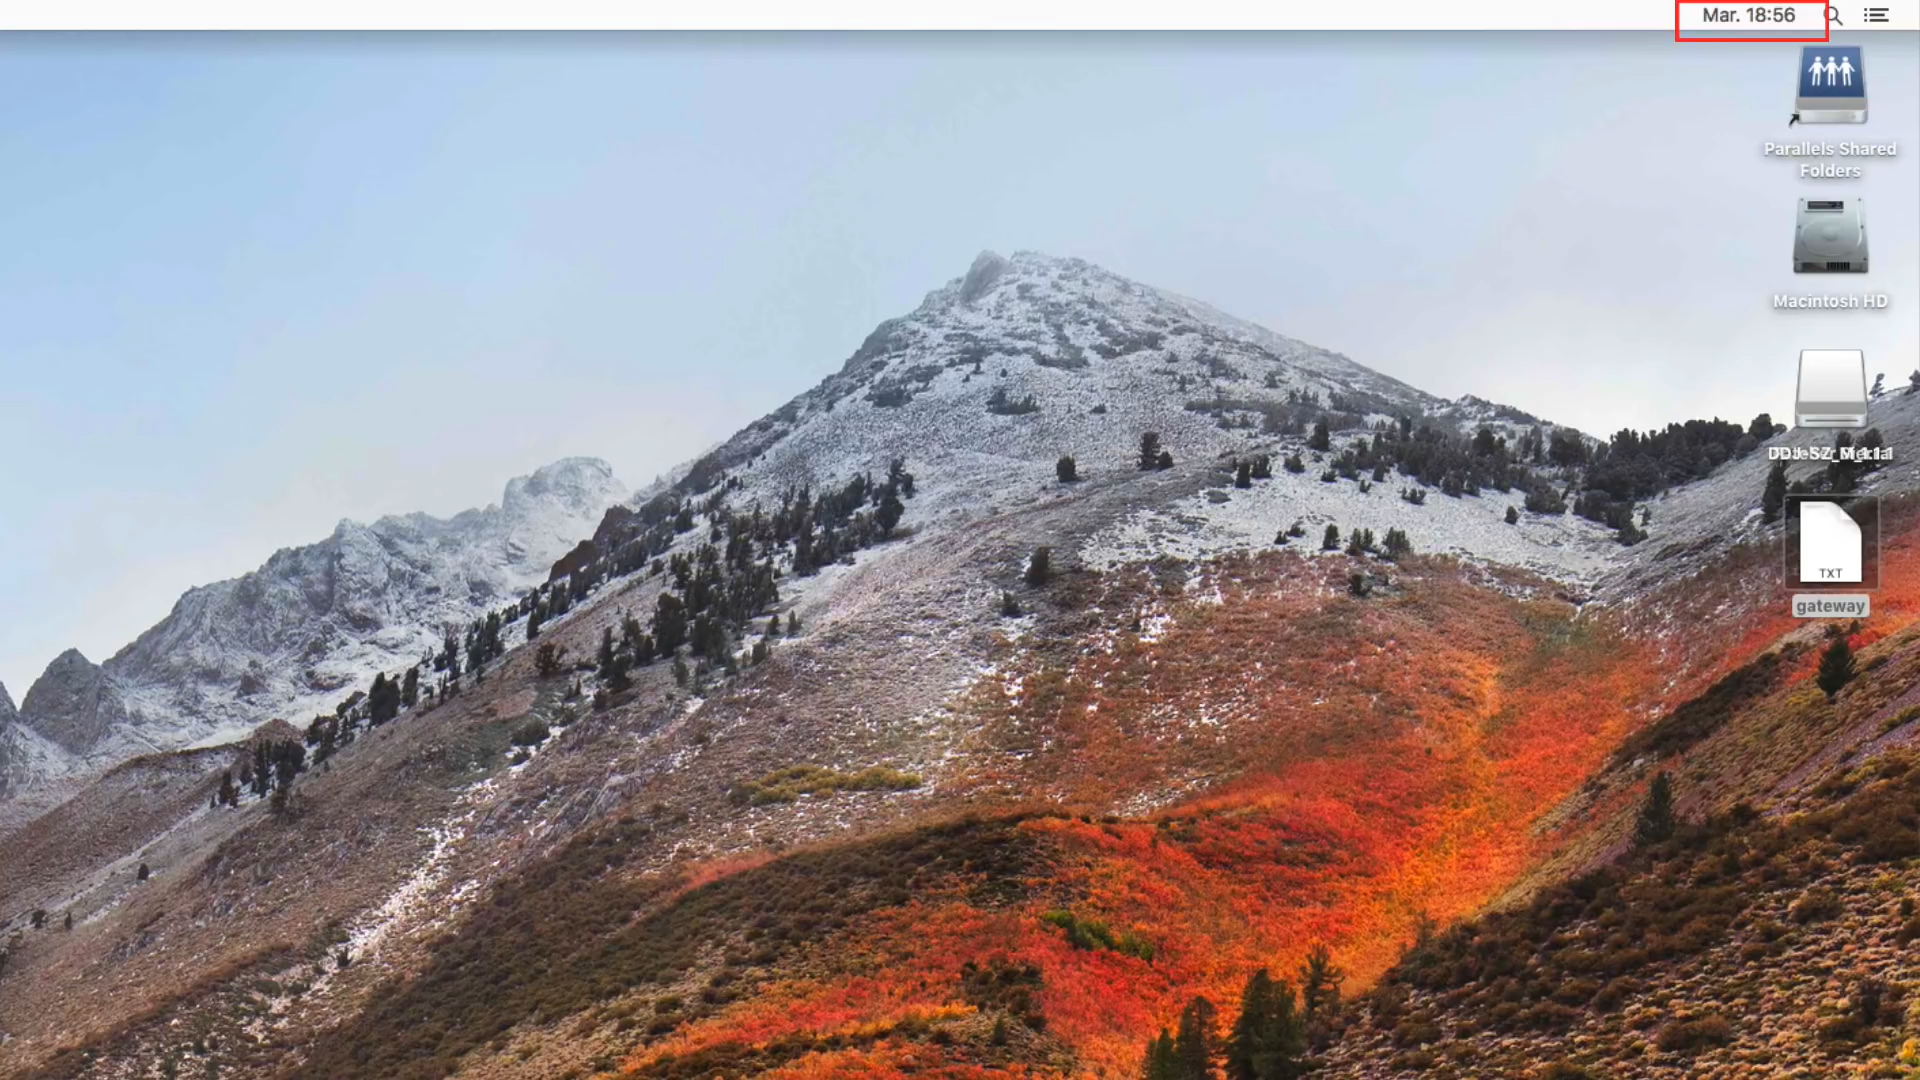 Mar. 18:56
Parallels Shared
Folders
Macintosh HD
TXT
gateway